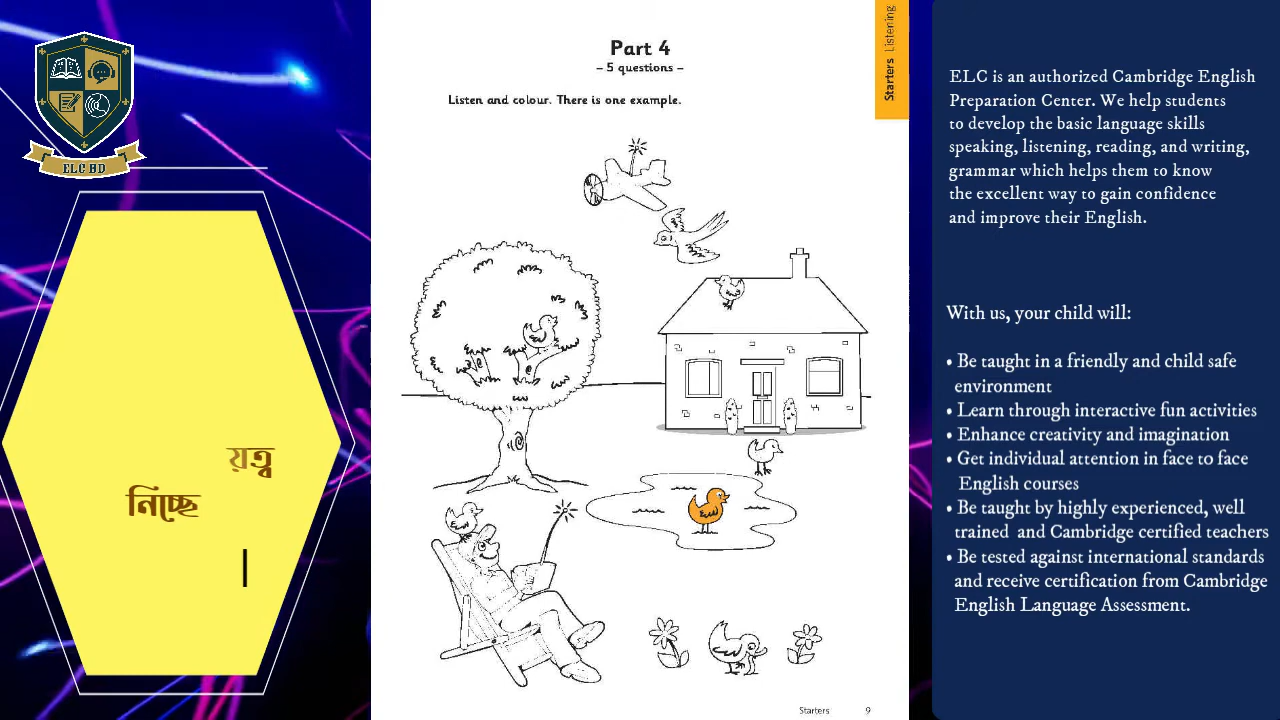 ELC BD
য়ত্ন
নিচ্ছে
Part 4
– 5 questions –
Listen and colour. There is one example.
Starters Listening
Starters 9
ELC is an authorized Cambridge English
Preparation Center. We help students
to develop the basic language skills
speaking, listening, reading, and writing,
grammar which helps them to know
the excellent way to gain confidence
and improve their English.
With us, your child will:
• Be taught in a friendly and child safe
environment
• Learn through interactive fun activities
• Enhance creativity and imagination
• Get individual attention in face to face
English courses
• Be taught by highly experienced, well
trained and Cambridge certified teachers
• Be tested against international standards
and receive certification from Cambridge
English Language Assessment.